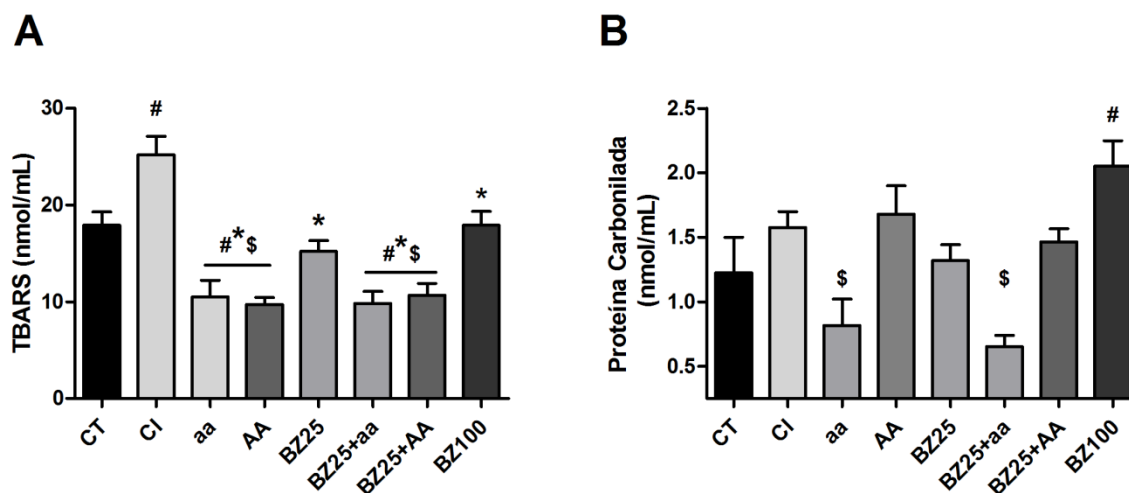 A
TBARS (nmol/mL)
30
20
10
0
#
#*$
*
#*$
*
CT
CI
aa
AA
BZ25
BZ25+aa
BZ25+AA
BZ100
B
Proteína Carbonilada
(nmol/mL)
2.5
2.0
1.5
1.0
0.5
$
$
#
CT
CI
aa
AA
BZ25
BZ25+aa
BZ25+AA
BZ100